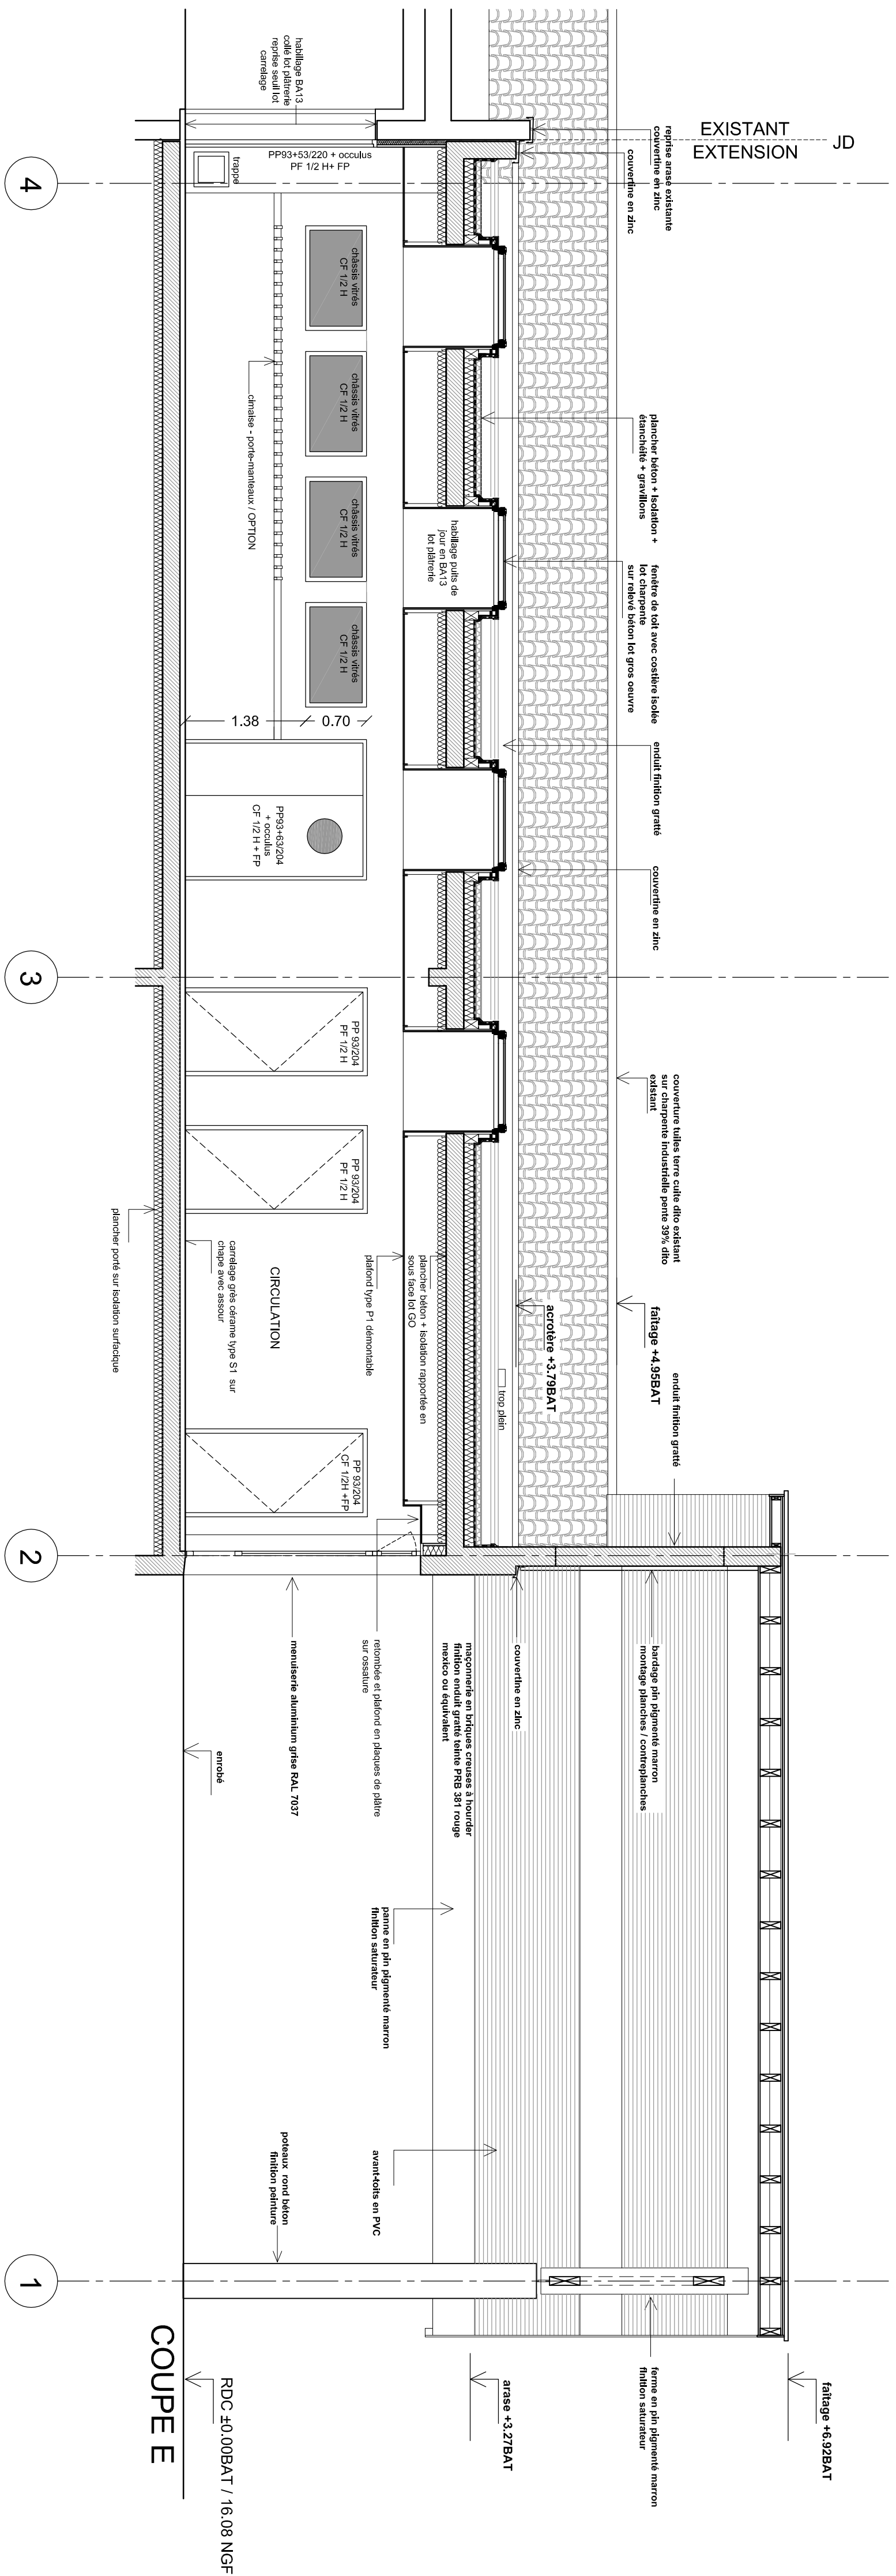 EXISTANT
EXTENSION
JD
reprise arase existante
couvertine en zinc
couvertine en zinc
habillage BA13
collé lot plâtrerie
reprise seuil lot
carrelage
PP93+53/220 + occulus
PF 1/2 H+ FP
trappe
4
châssis vitrés
CF 1/2 H
châssis vitrés
CF 1/2 H
châssis vitrés
CF 1/2 H
châssis vitrés
CF 1/2 H
cimaise - porte-manteaux / OPTION
1.38
0.70
plancher béton + isolation +
étanchéité + gravillons
fenêtre de toit avec costière isolée
lot charpente
sur relevé béton lot gros oeuvre
habillage puits de
jour en BA13
lot plâtrerie
enduit finition gratté
couvertine en zinc
PP93+63/204
+ occulus
CF 1/2 H + FP
3
couverture tuiles terre cuite dito existant
sur charpente industrielle pente 39% dito
existant
PP 93/204
PF 1/2 H
PP 93/204
PF 1/2 H
plancher porté sur isolation surfacique
carrelage grès cérame type S1 sur
chape avec assour
CIRCULATION
plafond type P1 démontable
plancher béton + isolation rapportée en
sous face lot GO
acrotère +3.79BAT
faîtage +4.95BAT
trop plein
enduit finition gratté
PP 93/204
CF 1/2H +FP
2
couvertine en zinc
bardage pin pigmenté marron
montage planches / contreplanches
maçonnerie en briques creuses à hourder
finition enduit gratté teinte PRB 381 rouge
mexico ou équivalent
retombée et plafond en plaques de plâtre
sur ossature
menuiserie aluminium grise RAL 7037
enrobé
panne en pin pigmenté marron
finition saturateur
avant-toits en PVC
poteaux rond béton
finition peinture
1
ferme en pin pigmenté marron
finition saturateur
faîtage +6.92BAT
arase +3.27BAT
RDC ±0.00BAT / 16.08 NGF
COUPE E